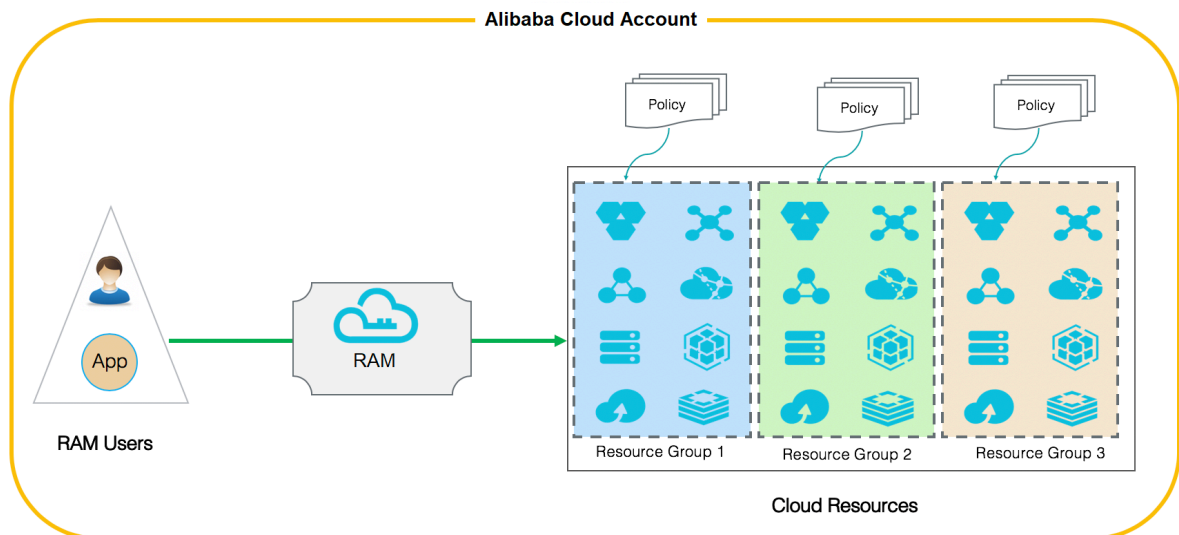 Alibaba Cloud Account
Policy
Policy
Policy
App
RAM
RAM Users
Resource Group 1
Resource Group 2
Resource Group 3
Cloud Resources